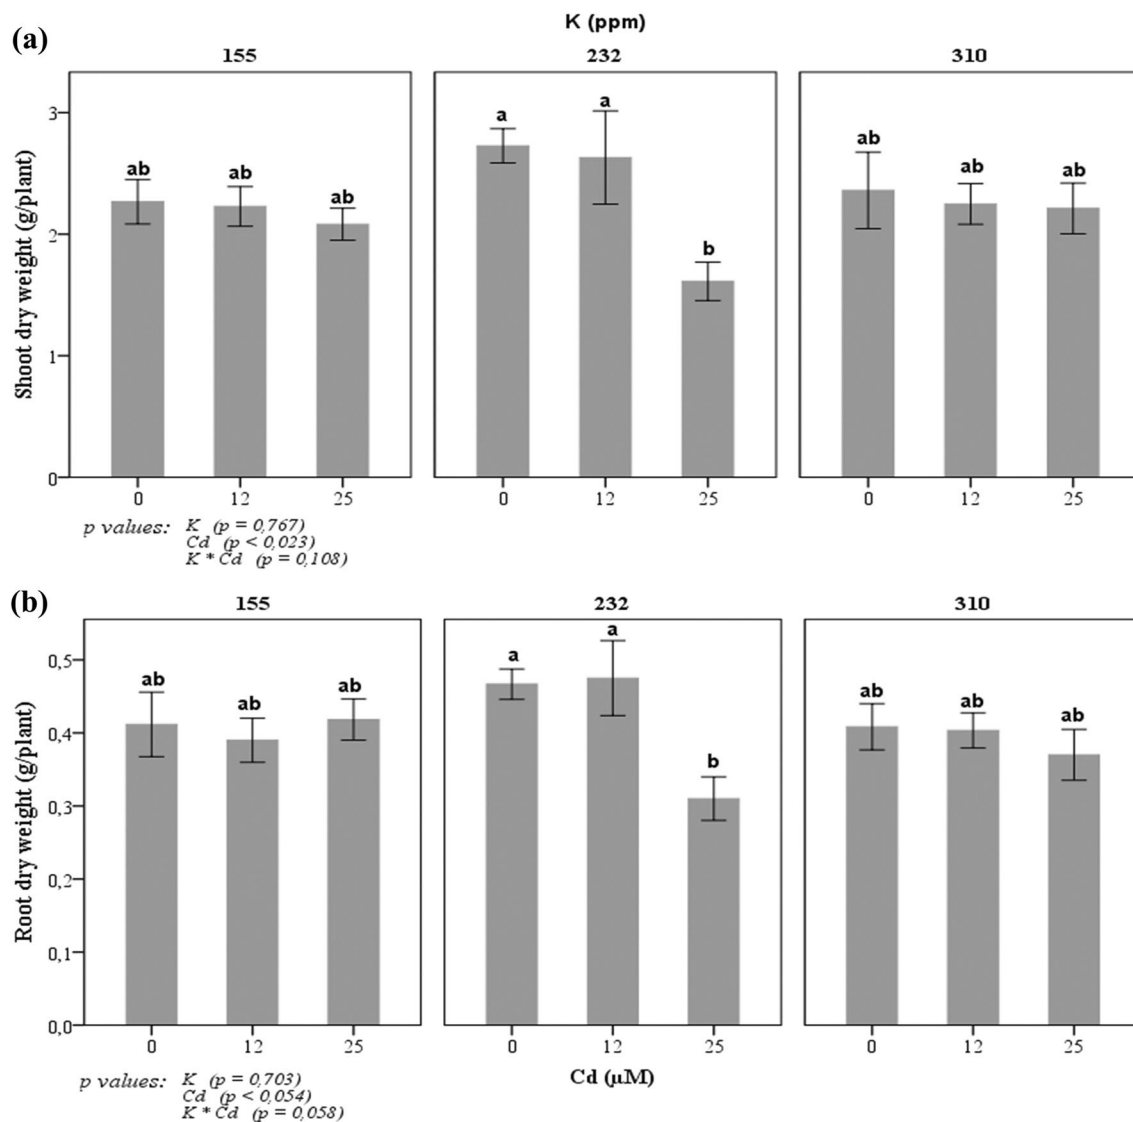 K (ppm)
(a)
155 232 310
Shoot dry weight (g/plant)
3
2
1
0
ab ab ab a a b ab ab ab
0 12 25 0 12 25 0 12 25
p values: K (p = 0,767)
Cd (p < 0,023)
K * Cd (p = 0,108)
(b)
155 232 310
Root dry weight (g/plant)
0,5
0,4
0,3
0,2
0,1
0,0
ab ab ab a a b ab ab ab
0 12 25 0 12 25 0 12 25
Cd (µM)
p values: K (p = 0,703)
Cd (p < 0,054)
K * Cd (p = 0,058)